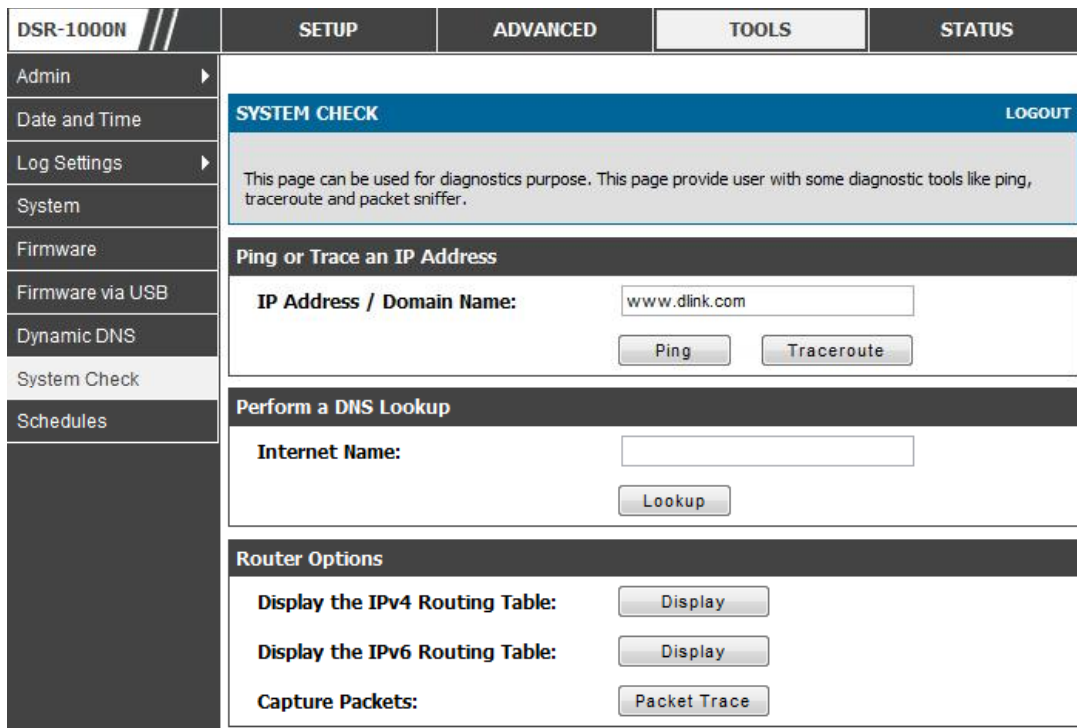 DSR-1000N
SETUP
ADVANCED
TOOLS
STATUS
Admin
Date and Time
Log Settings
System
Firmware
Firmware via USB
Dynamic DNS
System Check
Schedules
SYSTEM CHECK
LOGOUT
This page can be used for diagnostics purpose. This page provide user with some diagnostic tools like ping,
traceroute and packet sniffer.
Ping or Trace an IP Address
IP Address / Domain Name:
www.dlink.com
Ping
Traceroute
Perform a DNS Lookup
Internet Name:
Lookup
Router Options
Display the IPv4 Routing Table:
Display
Display the IPv6 Routing Table:
Display
Capture Packets:
Packet Trace